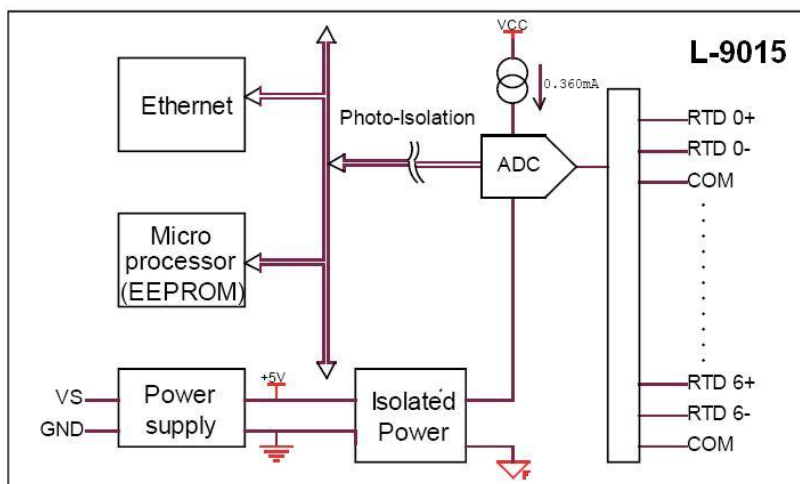 VCC
L-9015
Ethernet
0.360mA
Photo-Isolation
ADC
RTD 0+
RTD 0-
COM
Micro
processor
(EEPROM)
+5V
VS
GND
Power
supply
Isolated
Power
F
RTD 6+
RTD 6-
COM